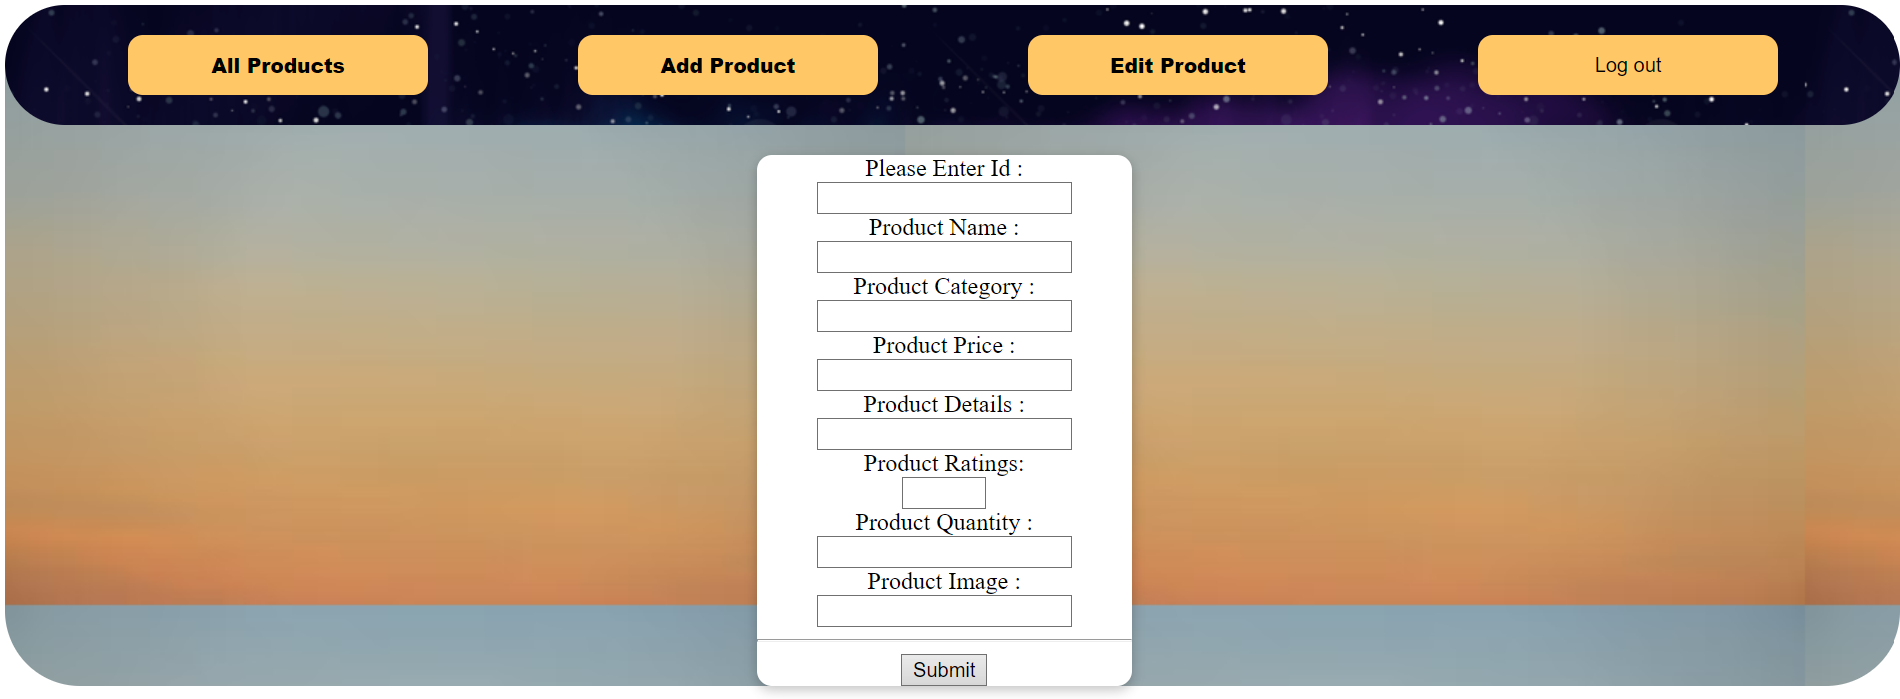 All Products
Add Product
Edit Product
Log out
Please Enter Id :
Product Name :
Product Category :
Product Price :
Product Details :
Product Ratings:
Product Quantity :
Product Image :
Submit